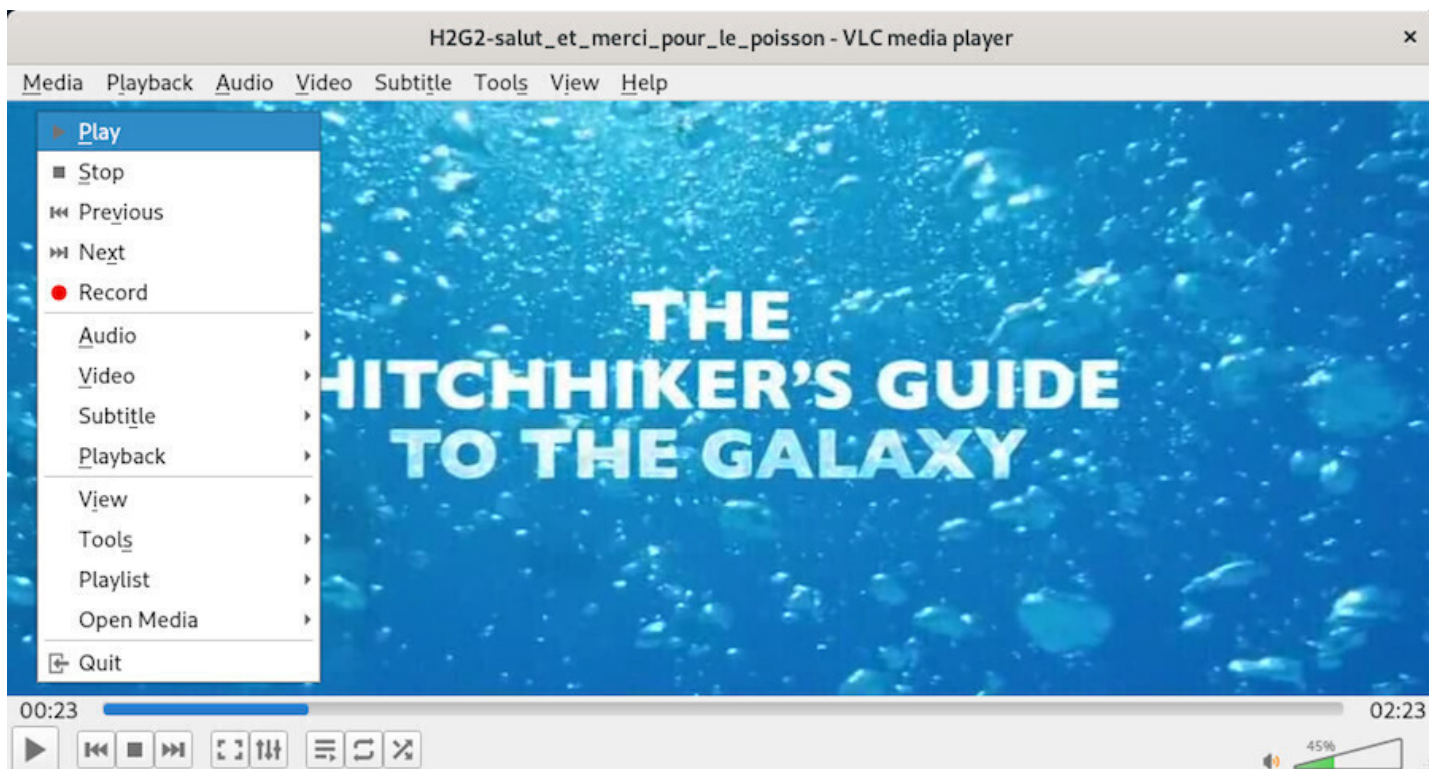 H2G2-salut_et_merci_pour_le_poisson - VLC media player
×
Media Playback Audio Video Subtitle Tools View Help
Play
Stop
Previous
Next
Record
Audio
Video
Subtitle
Playback
View
Tools
Playlist
Open Media
Quit
THE
HITCHHIKER'S GUIDE
TO THE GALAXY
00:23 02:23
45%